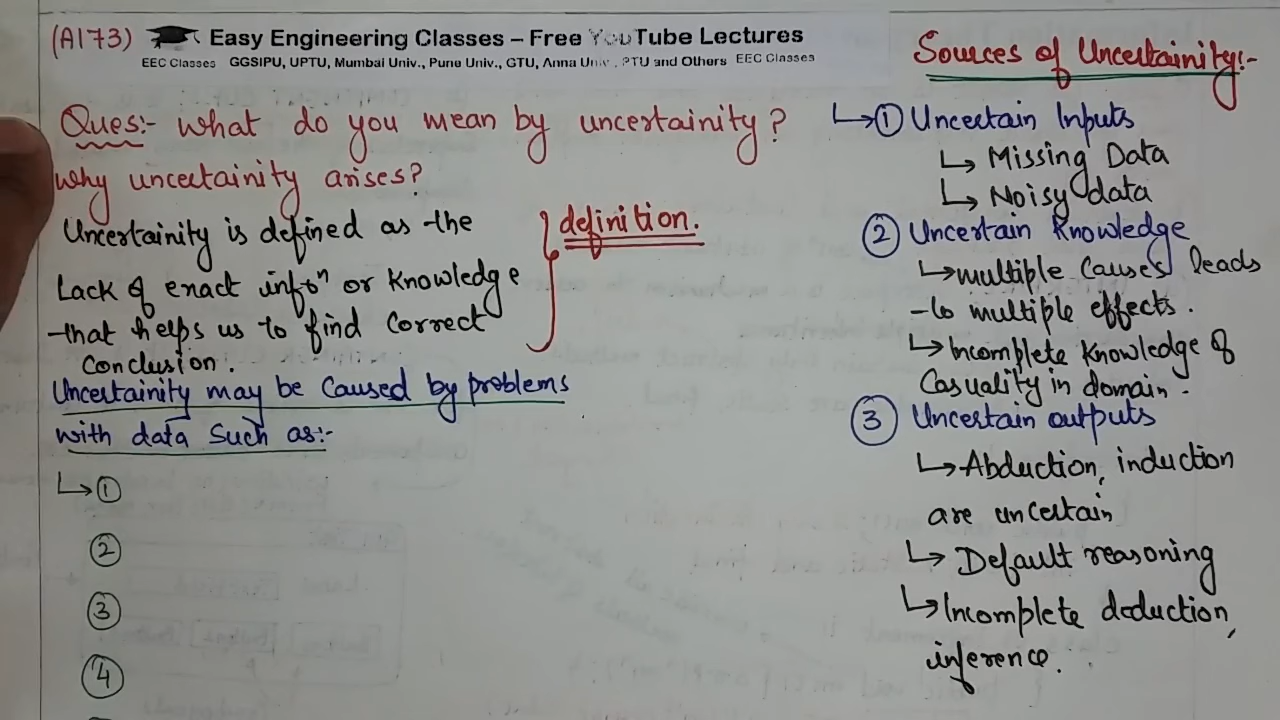 (A173)
Easy Engineering Classes – Free YouTube Lectures
EEC Classes GGSIPU, UPTU, Mumbai Univ., Pune Univ., GTU, Anna Univ., PTU and Others EEC Classes
Ques:- What do you mean by uncertainity?
Why uncertainity arises?
Uncertainity is defined as the
Lack of exact infoⁿ or Knowledge
that helps us to find correct
Conclusion.
definition.
Uncertainity may be caused by problems
with data such as:-
↳ ①
②
③
④
Sources of Uncertainity:-
↳ ① Uncertain Inputs
↳ Missing Data
↳ Noisy data
② Uncertain Knowledge
↳ multiple Causes leads
to multiple effects.
↳ Incomplete Knowledge of
Casuality in domain.
③ Uncertain outputs
↳ Abduction, induction
are uncertain
↳ Default reasoning
↳ Incomplete deduction,
inference.